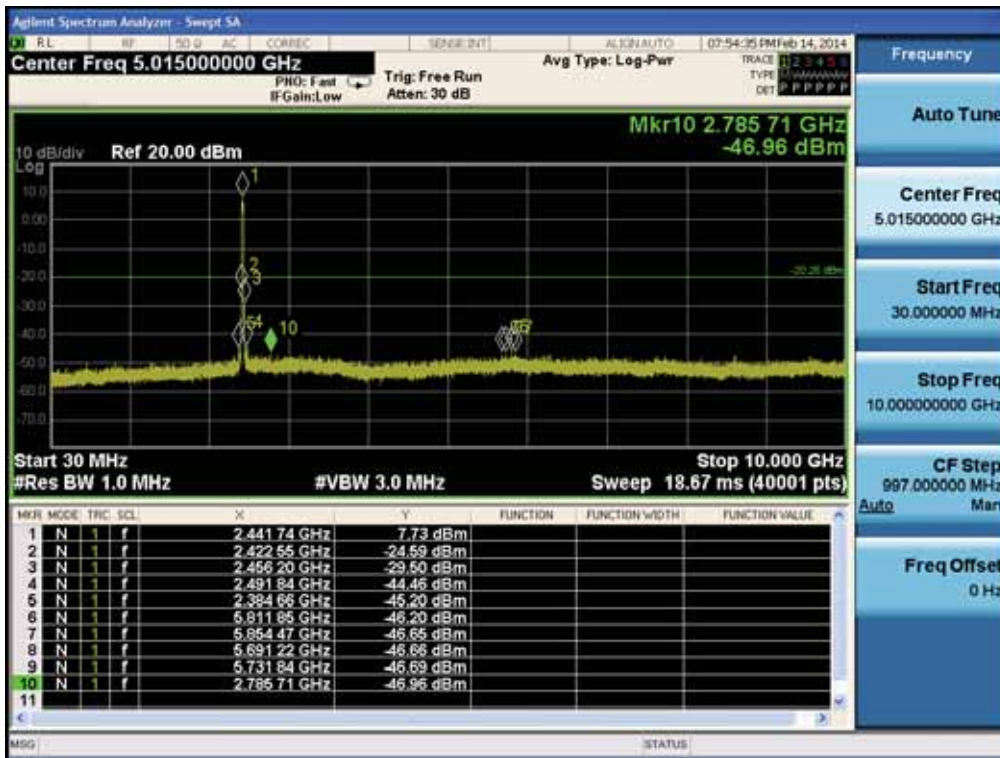 Agilent Spectrum Analyzer - Swept SA
RL RF 50 Ω AC CORREC SENSE:INT ALIGNAUTO 07:54:35 PM Feb 14, 2014
Center Freq 5.015000000 GHz
PNO: Fast
IFGain:Low
Trig: Free Run
Atten: 30 dB
Avg Type: Log-Pwr
TRACE 1 2 3 4 5 6
TYPE
DET P P P P P P
Mkr10 2.785 71 GHz
-46.96 dBm
10 dB/div Ref 20.00 dBm
Log
10.0
0.00
-10.0
-20.0
-30.0
-40.0
-50.0
-60.0
-70.0
1
2
3
4
10
-20.26 dBm
Start 30 MHz
Stop 10.000 GHz
#Res BW 1.0 MHz
#VBW 3.0 MHz
Sweep 18.67 ms (40001 pts)
MKR MODE TRC SCL X Y FUNCTION FUNCTION WIDTH FUNCTION VALUE
1 N 1 f 2.441 74 GHz 7.73 dBm
2 N 1 f 2.422 55 GHz -24.59 dBm
3 N 1 f 2.456 20 GHz -29.50 dBm
4 N 1 f 2.491 84 GHz -44.46 dBm
5 N 1 f 2.384 66 GHz -45.20 dBm
6 N 1 f 5.811 85 GHz -46.20 dBm
7 N 1 f 5.854 47 GHz -46.65 dBm
8 N 1 f 5.691 22 GHz -46.66 dBm
9 N 1 f 5.731 84 GHz -46.69 dBm
10 N 1 f 2.785 71 GHz -46.96 dBm
11
MSG
STATUS
Frequency
Auto Tune
Center Freq
5.015000000 GHz
Start Freq
30.000000 MHz
Stop Freq
10.000000000 GHz
CF Step
997.000000 MHz
Auto Man
Freq Offset
0 Hz